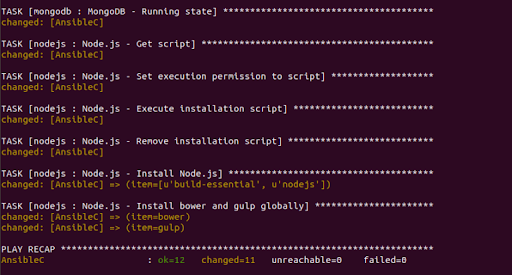 TASK [mongodb : MongoDB - Running state] ***************************************
changed: [AnsibleC]
TASK [nodejs : Node.js - Get script] *******************************************
changed: [AnsibleC]
TASK [nodejs : Node.js - Set execution permission to script] *******************
changed: [AnsibleC]
TASK [nodejs : Node.js - Execute installation script] **************************
changed: [AnsibleC]
TASK [nodejs : Node.js - Remove installation script] ***************************
changed: [AnsibleC]
TASK [nodejs : Node.js - Install Node.js] **************************************
changed: [AnsibleC] => (item=[u'build-essential', u'nodejs'])
TASK [nodejs : Node.js - Install bower and gulp globally] **********************
changed: [AnsibleC] => (item=bower)
changed: [AnsibleC] => (item=gulp)
PLAY RECAP *********************************************************************
AnsibleC : ok=12 changed=11 unreachable=0 failed=0